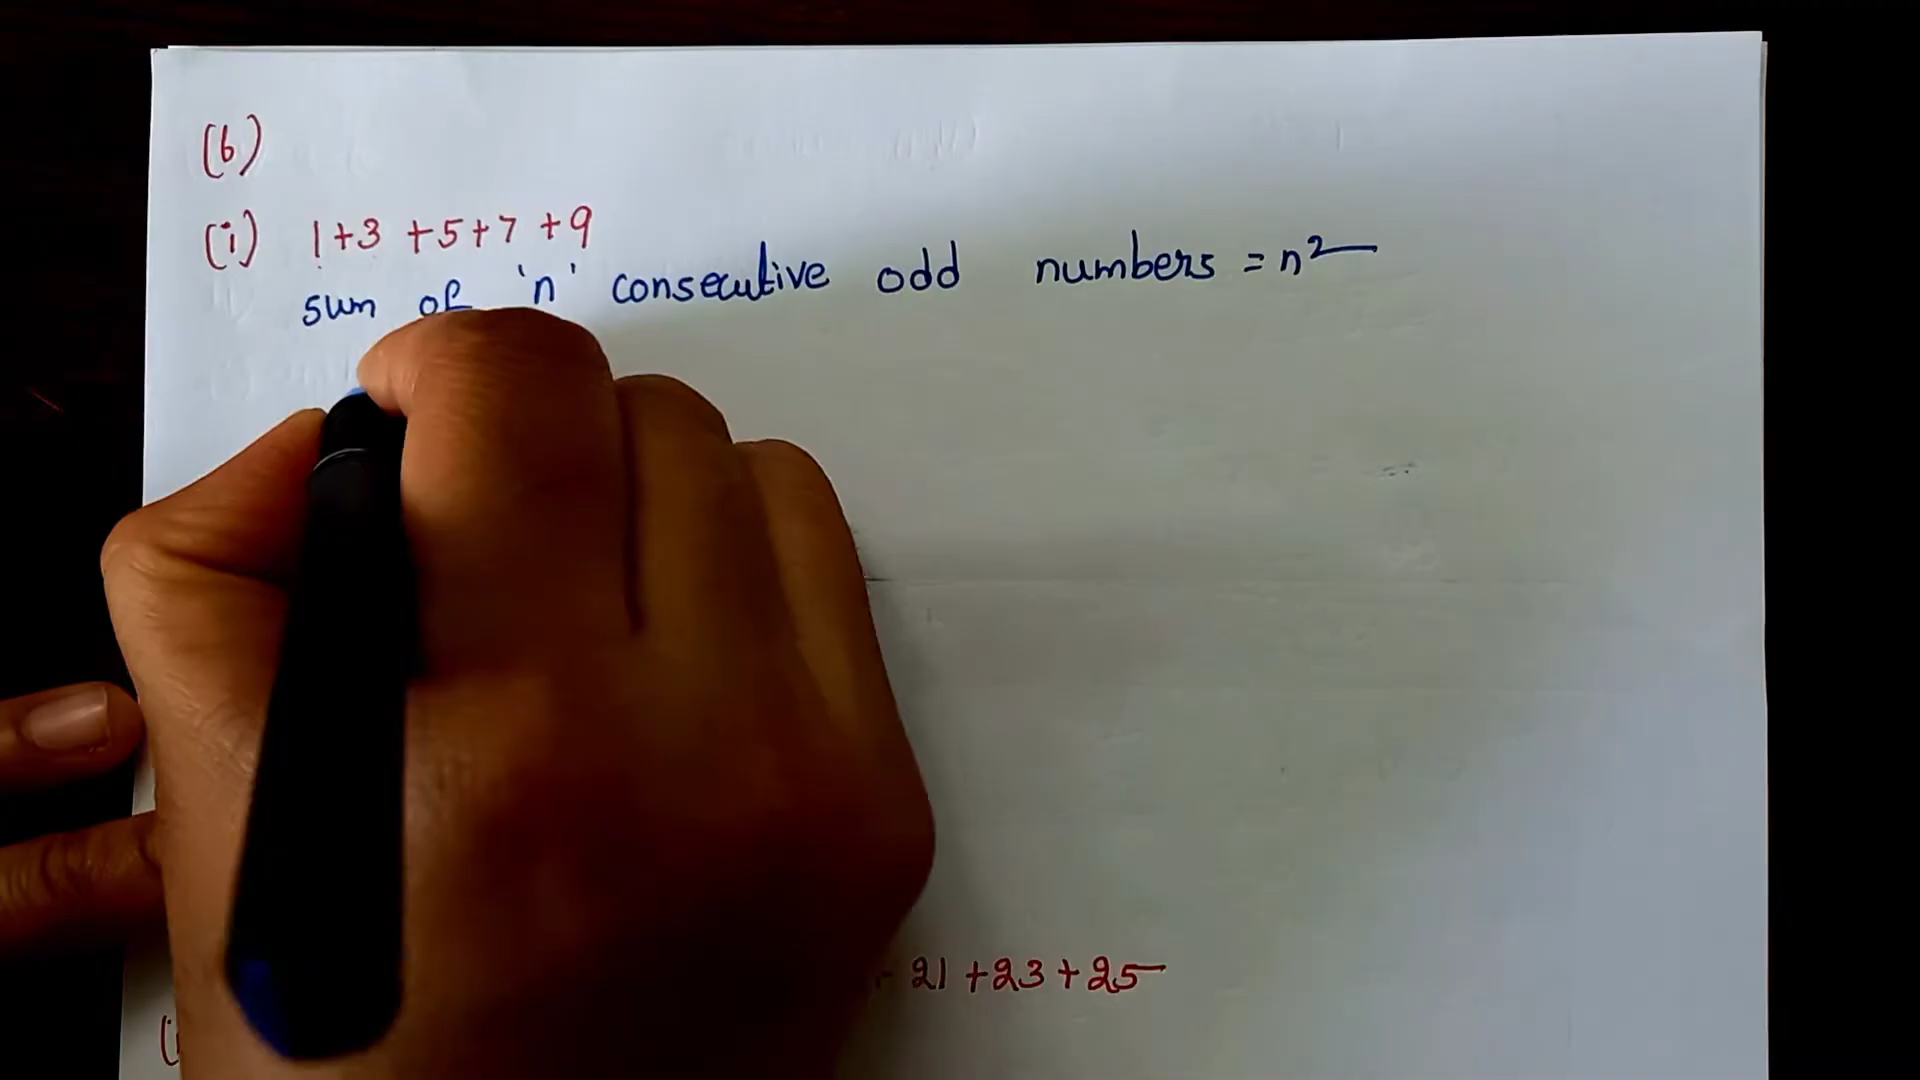 (6)
(i) 1+3 +5+7 +9
sum of 'n' consecutive odd numbers = n²
21 +23+25
(i